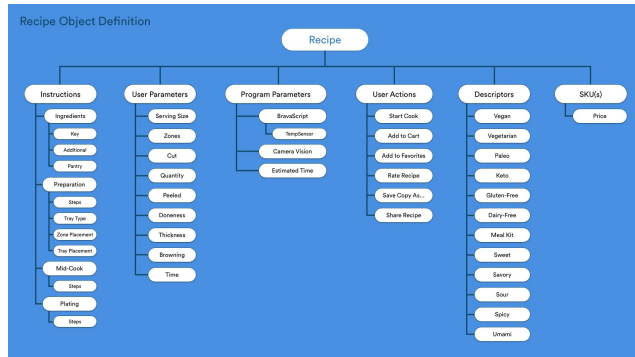 Recipe Object Definition
Recipe
Instructions
Ingredients
Key
Additional
Pantry
Preparation
Steps
Tray Type
Zone Placement
Tray Placement
Mid-Cook
Steps
Plating
Steps
User Parameters
Serving Size
Zones
Cut
Quantity
Peeled
Doneness
Thickness
Browning
Time
Program Parameters
BravaScript
TempSensor
Camera Vision
Estimated Time
User Actions
Start Cook
Add to Cart
Add to Favorites
Rate Recipe
Save Copy As...
Share Recipe
Descriptors
Vegan
Vegetarian
Paleo
Keto
Gluten-Free
Dairy-Free
Meal Kit
Sweet
Savory
Sour
Spicy
Umami
SKU(s)
Price